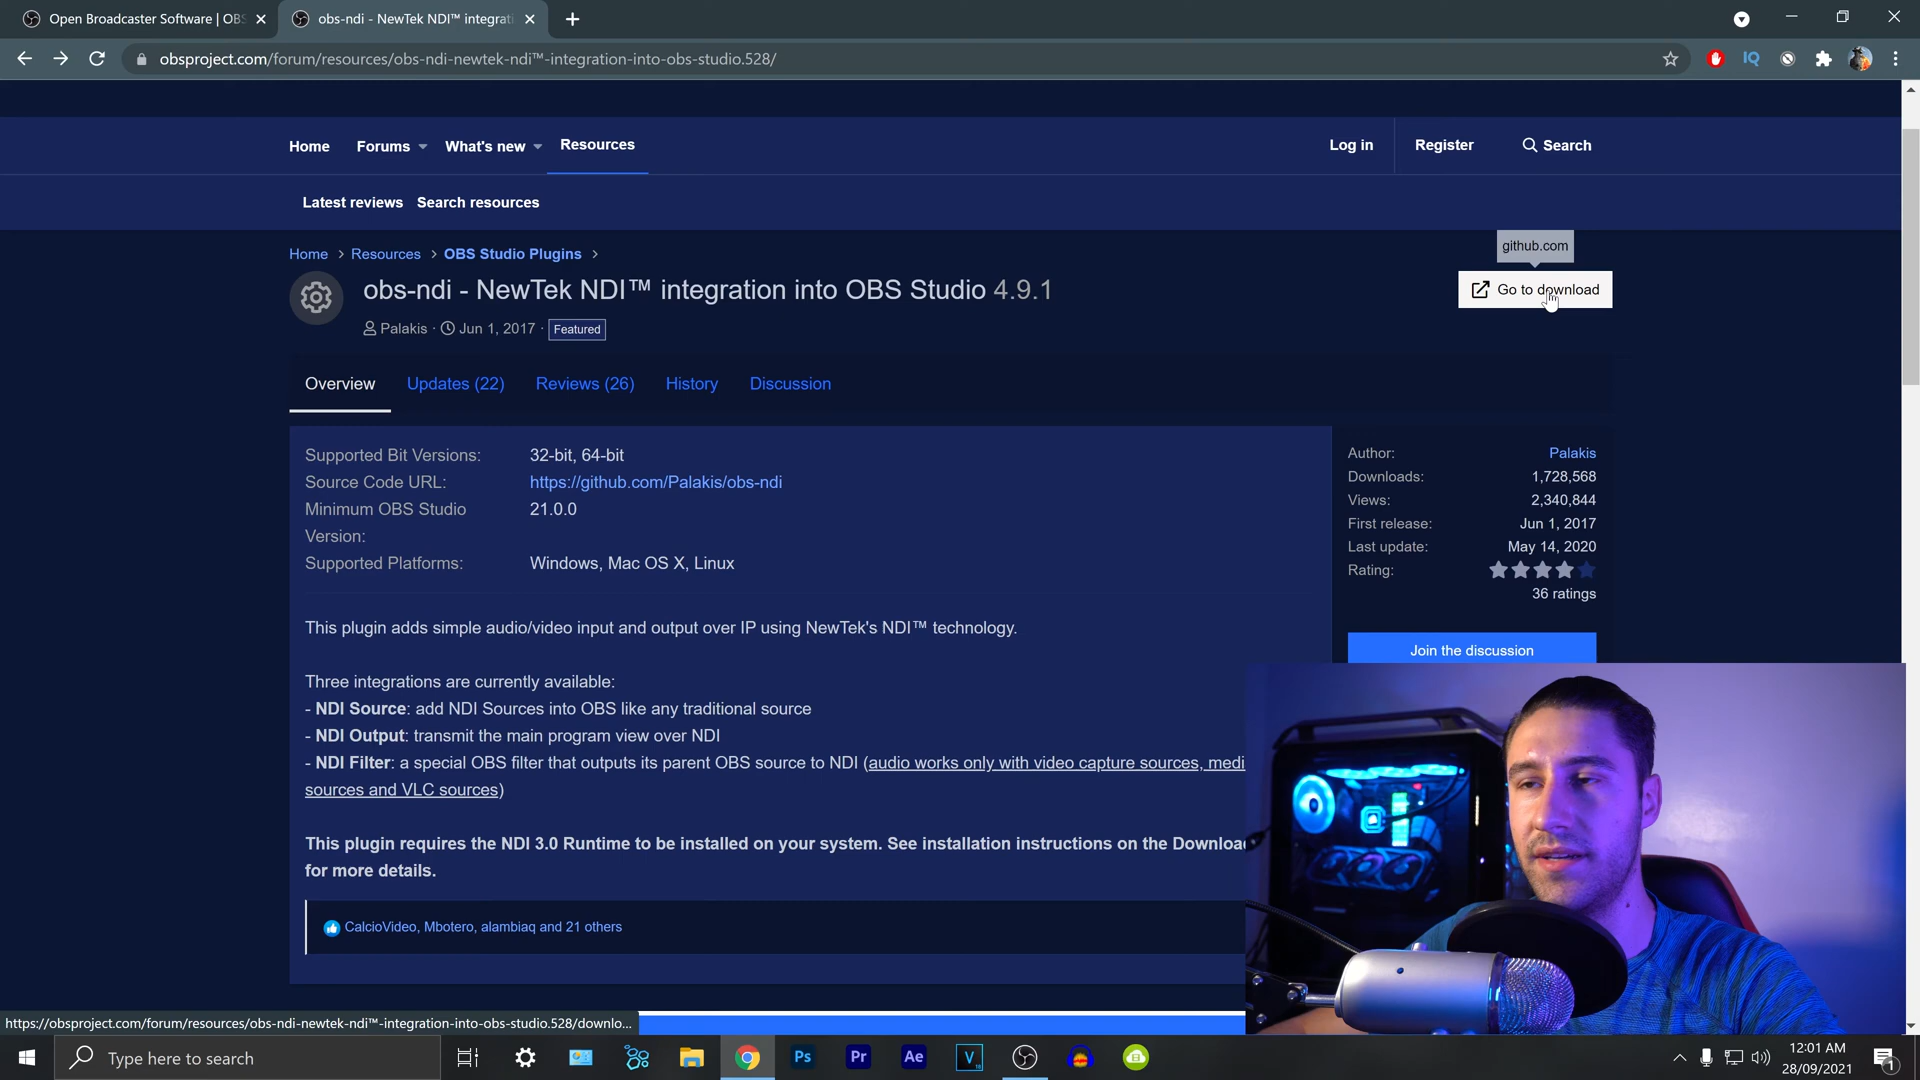 Open Broadcaster Software | OBS
obs-ndi - NewTek NDI™ integrati
obsproject.com/forum/resources/obs-ndi-newtek-ndi™-integration-into-obs-studio.528/
IQ
Home Forums What's new Resources
Log in Register Search
Latest reviews Search resources
github.com
Home > Resources > OBS Studio Plugins >
obs-ndi - NewTek NDI™ integration into OBS Studio 4.9.1
Go to download
Palakis · Jun 1, 2017 · Featured
Overview Updates (22) Reviews (26) History Discussion
Supported Bit Versions: 32-bit, 64-bit
Source Code URL: https://github.com/Palakis/obs-ndi
Minimum OBS Studio 21.0.0
Version:
Supported Platforms: Windows, Mac OS X, Linux
Author: Palakis
Downloads: 1,728,568
Views: 2,340,844
First release: Jun 1, 2017
Last update: May 14, 2020
Rating:
36 ratings
Join the discussion
This plugin adds simple audio/video input and output over IP using NewTek's NDI™ technology.
Three integrations are currently available:
- NDI Source: add NDI Sources into OBS like any traditional source
- NDI Output: transmit the main program view over NDI
- NDI Filter: a special OBS filter that outputs its parent OBS source to NDI (audio works only with video capture sources, medi
sources and VLC sources)
This plugin requires the NDI 3.0 Runtime to be installed on your system. See installation instructions on the Downloa
for more details.
CalcioVideo, Mbotero, alambiaq and 21 others
https://obsproject.com/forum/resources/obs-ndi-newtek-ndi™-integration-into-obs-studio.528/downlo...
Type here to search
Ps Pr Ae V
12:01 AM
28/09/2021
1